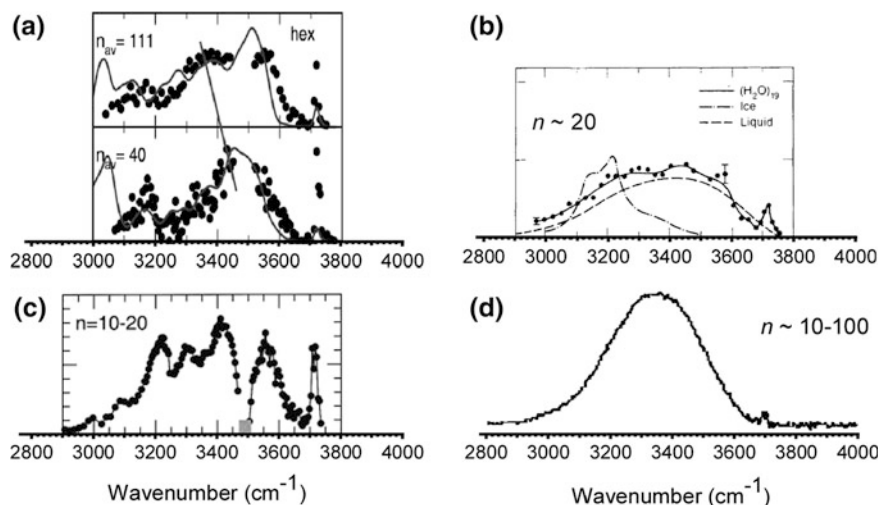 (a)
n_av = 111
hex
n_av = 40
2800 3000 3200 3400 3600 3800 4000
(b)
n ~ 20
(H₂O)₁₉
Ice
Liquid
2800 3000 3200 3400 3600 3800 4000
(c)
n=10-20
2800 3000 3200 3400 3600 3800 4000
Wavenumber (cm⁻¹)
(d)
n ~ 10-100
2800 3000 3200 3400 3600 3800 4000
Wavenumber (cm⁻¹)